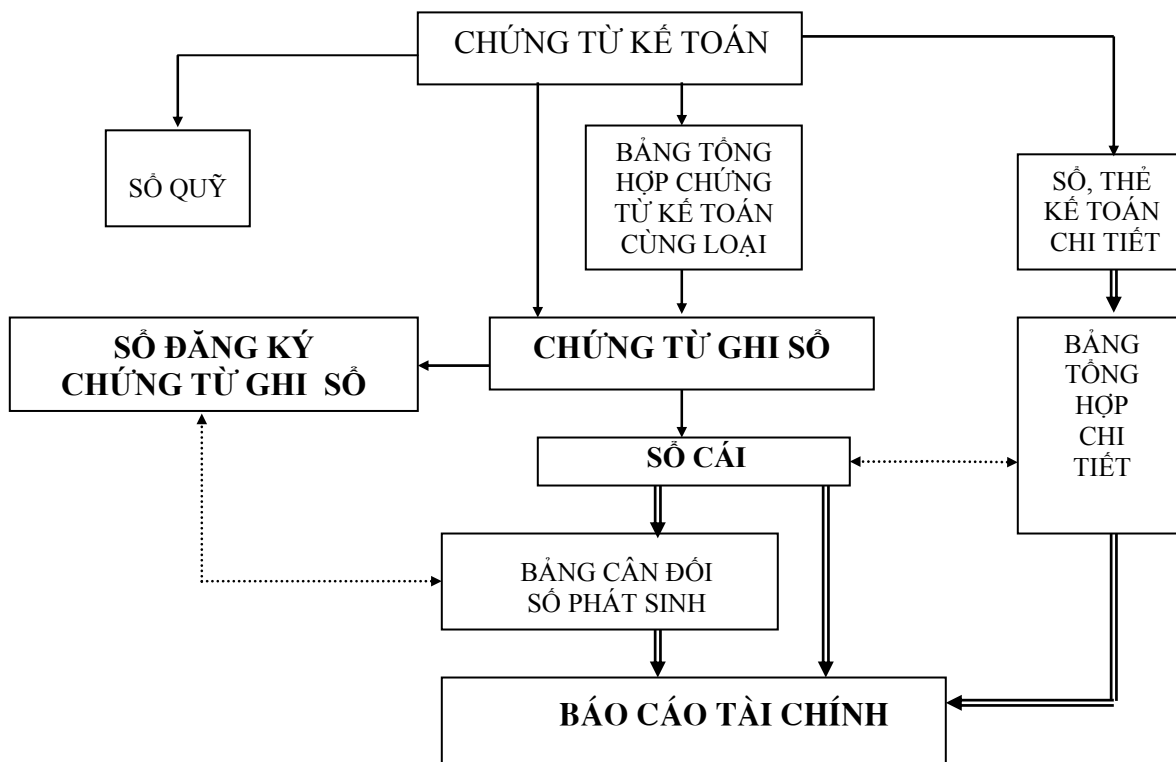 CHỨNG TỪ KẾ TOÁN
SỔ QUỸ
BẢNG TỔNG
HỢP CHỨNG
TỪ KẾ TOÁN
CÙNG LOẠI
SỔ, THẺ
KẾ TOÁN
CHI TIẾT
SỔ ĐĂNG KÝ
CHỨNG TỪ GHI SỔ
CHỨNG TỪ GHI SỔ
BẢNG
TỔNG
HỢP
CHI
TIẾT
SỔ CÁI
BẢNG CÂN ĐỐI
SỐ PHÁT SINH
BÁO CÁO TÀI CHÍNH